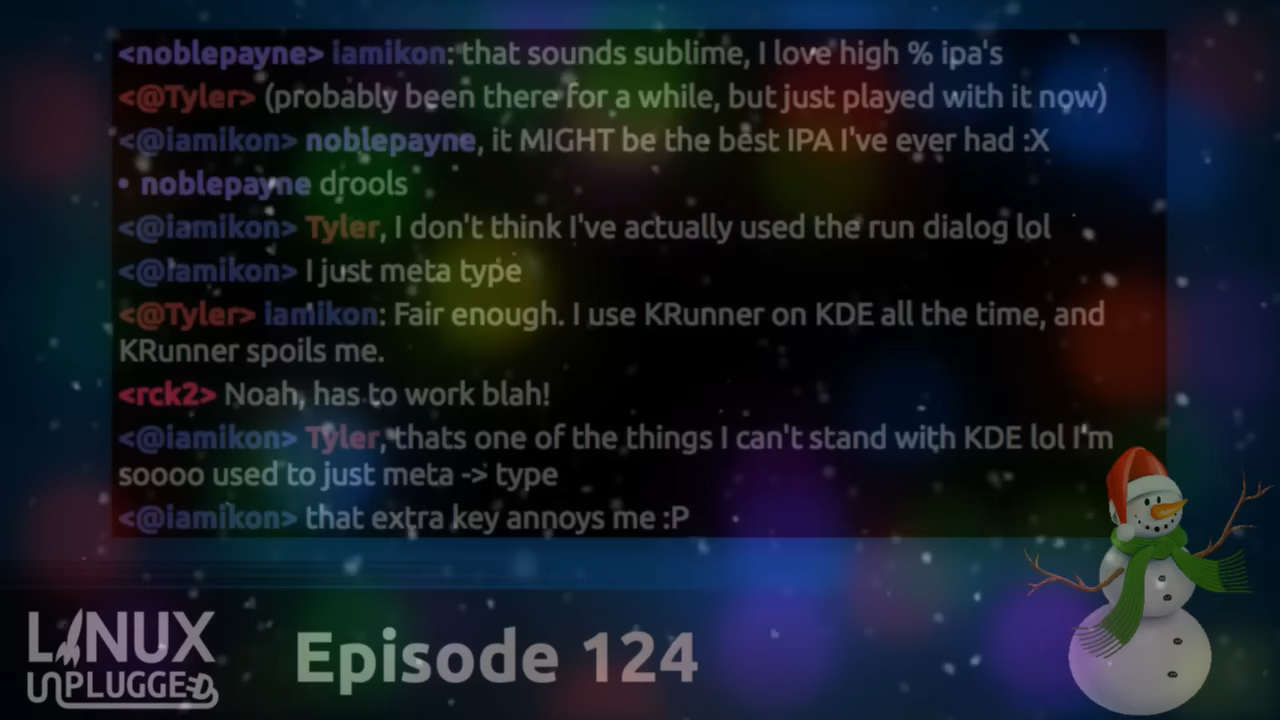 <noblepayne> iamikon: that sounds sublime, I love high % ipa's
<@Tyler> (probably been there for a while, but just played with it now)
<@iamikon> noblepayne, it MIGHT be the best IPA I've ever had :X
• noblepayne drools
<@iamikon> Tyler, I don't think I've actually used the run dialog lol
<@iamikon> I just meta type
<@Tyler> iamikon: Fair enough. I use KRunner on KDE all the time, and
KRunner spoils me.
<rck2> Noah, has to work blah!
<@iamikon> Tyler, thats one of the things I can't stand with KDE lol I'm
soooo used to just meta -> type
<@iamikon> that extra key annoys me :P
LINUX
UNPLUGGED
Episode 124